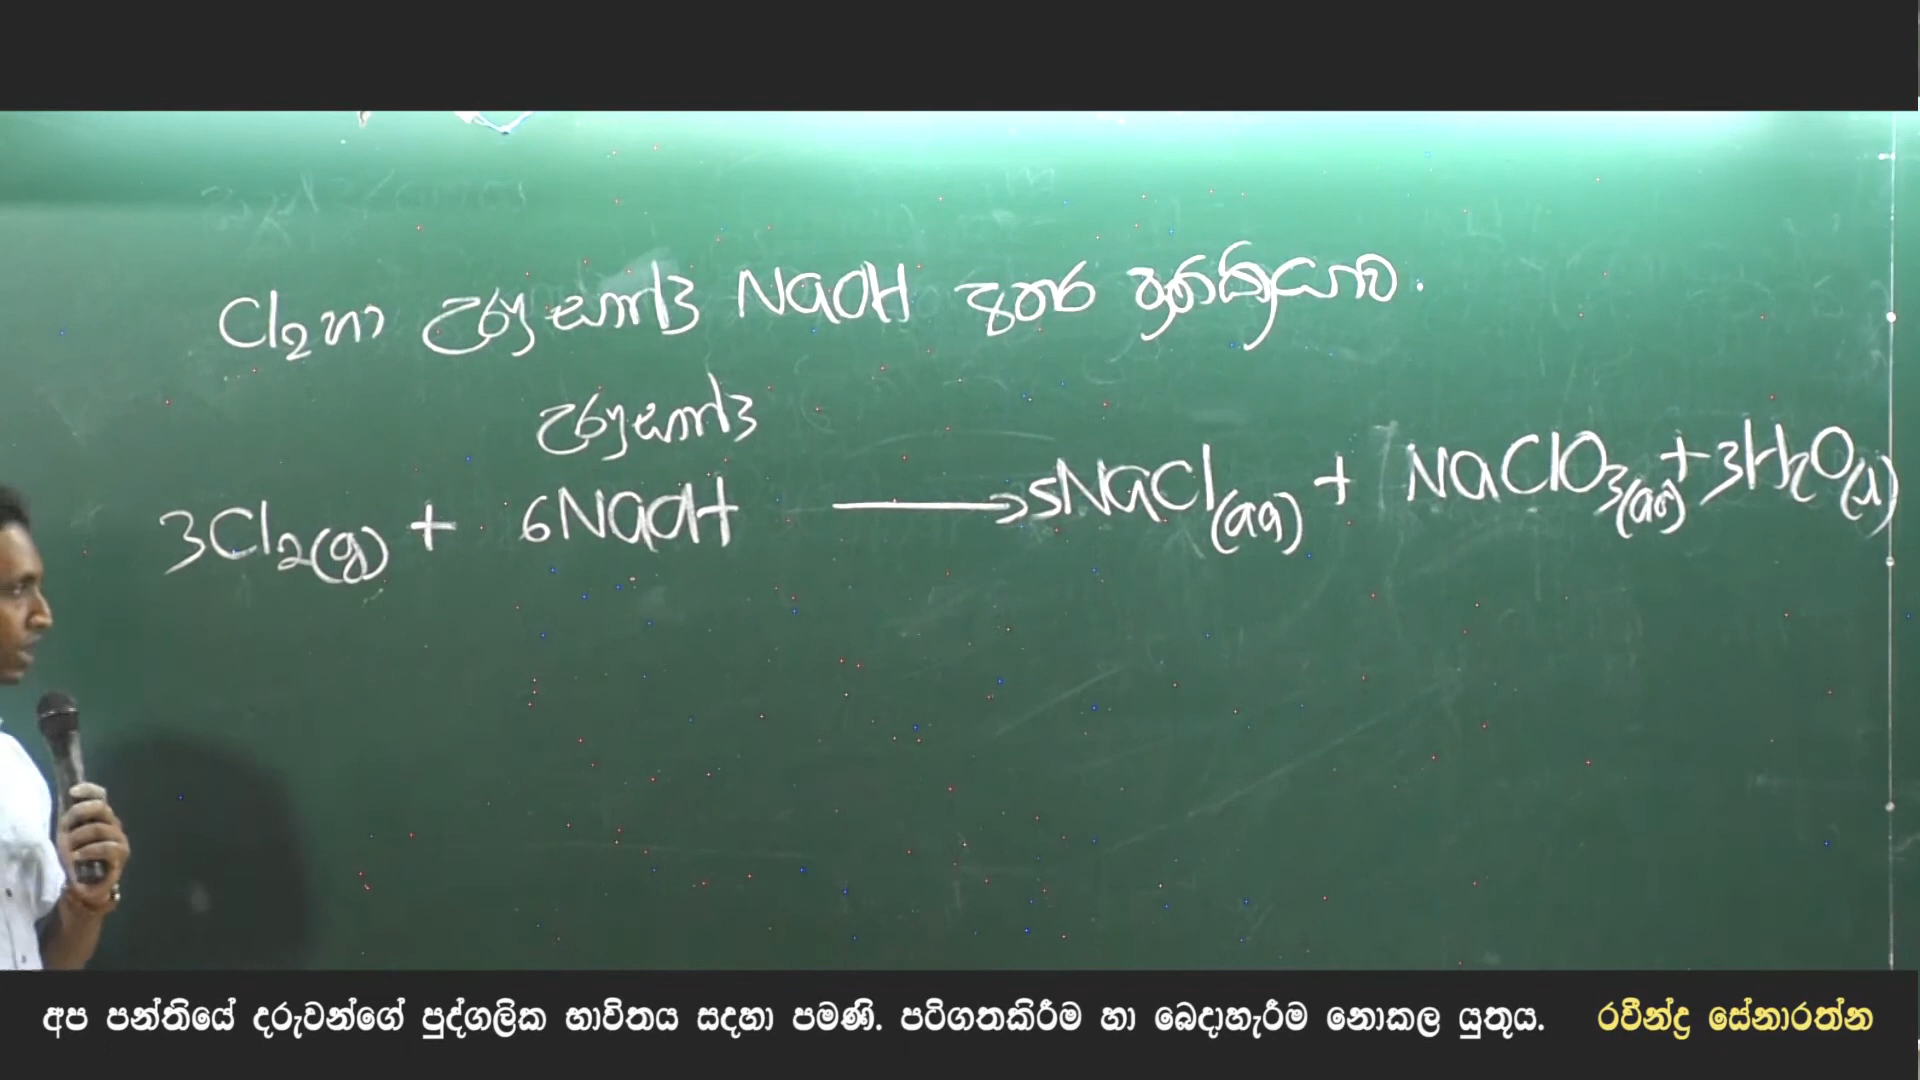 Cl₂ හා උණුසාන්ද්‍ර NaOH අතර ප්‍රතික්‍රියාව.
උණුසාන්ද්‍ර
3Cl₂(g) + 6NaOH → 5NaCl(aq) + NaClO₃(aq) + 3H₂O(l)
අප පන්තියේ දරුවන්ගේ පුද්ගලික භාවිතය සදහා පමණි. පටිගතකිරීම හා බෙදාහැරීම නොකල යුතූය. රවීන්ද්‍ර සේනාරත්න